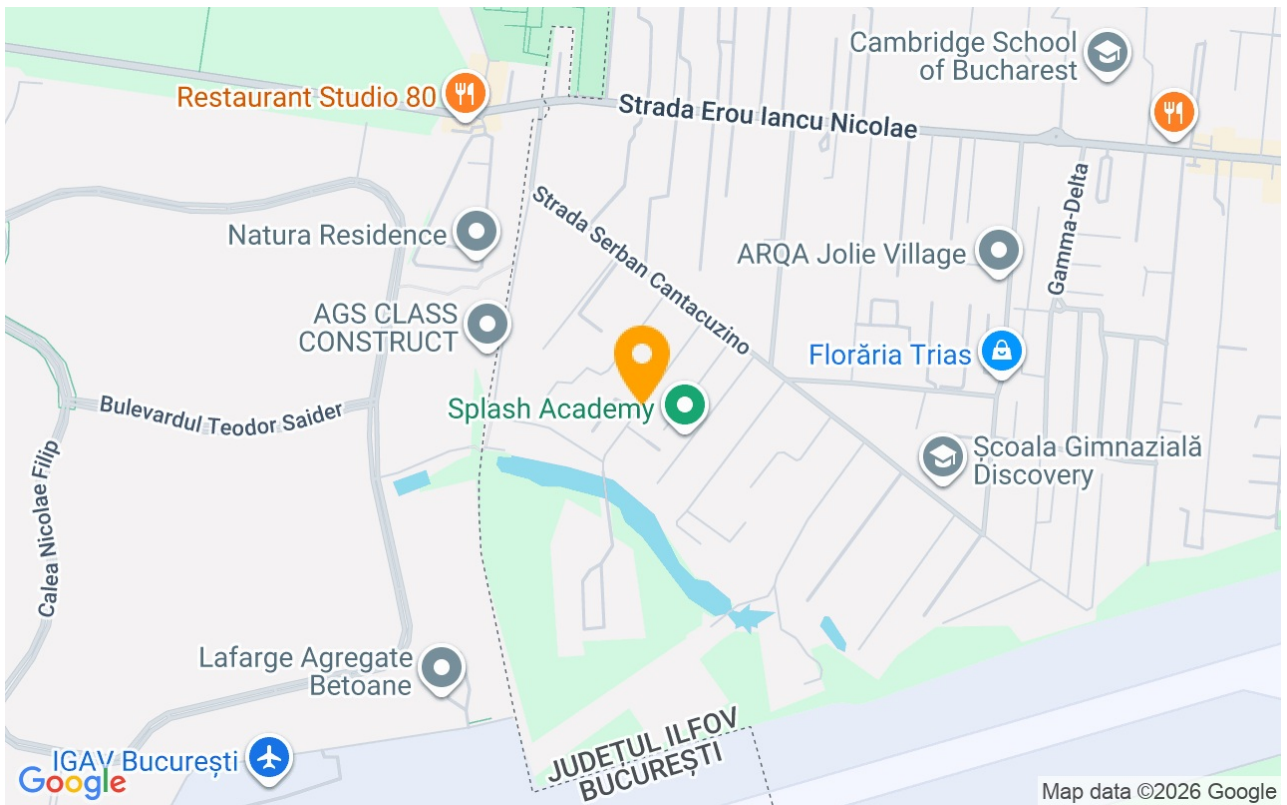 Cambridge School
of Bucharest
Restaurant Studio 80
Strada Erou Iancu Nicolae
Gamma-Delta
Strada Serban Cantacuzino
Natura Residence
ARQA Jolie Village
AGS CLASS
CONSTRUCT
Florăria Trias
Bulevardul Teodor Saider
Splash Academy
Școala Gimnazială
Discovery
Calea Nicolae Filip
Lafarge Agregate
Betoane
JUDEȚUL ILFOV
BUCUREȘTI
IGAV București
Google
Map data ©2026 Google